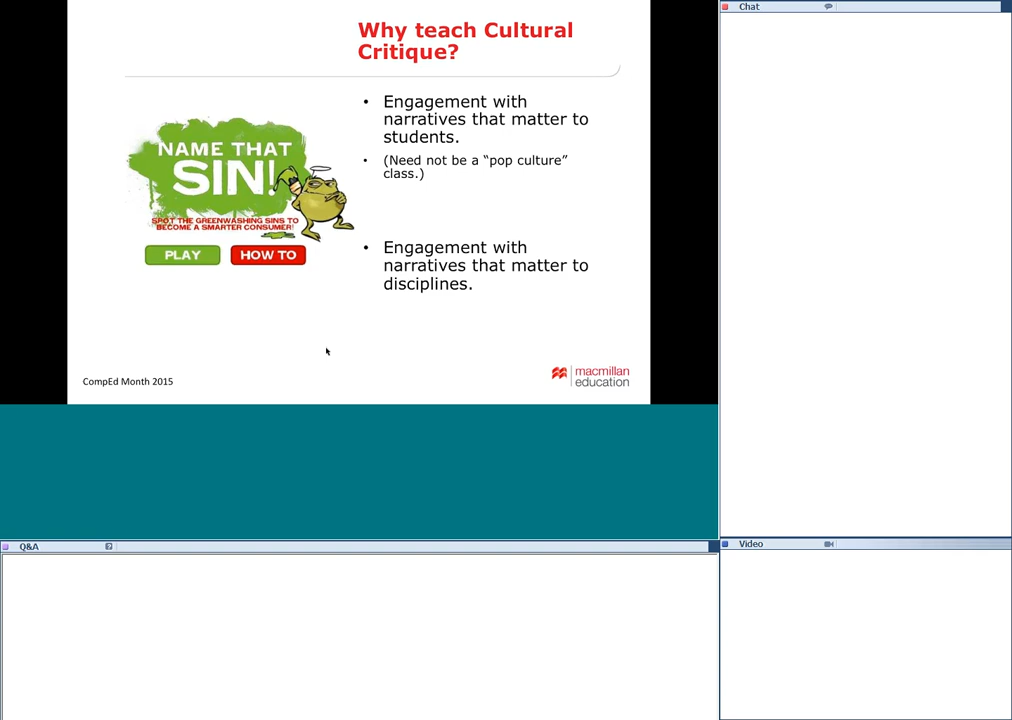 Why teach Cultural
Critique?
• Engagement with
narratives that matter to
students.
• (Need not be a “pop culture”
class.)
NAME THAT
SIN!
SPOT THE GREENWASHING SINS TO
BECOME A SMARTER CONSUMER!
PLAY
HOW TO
• Engagement with
narratives that matter to
disciplines.
CompEd Month 2015
macmillan
education
Chat
Q&A
Video